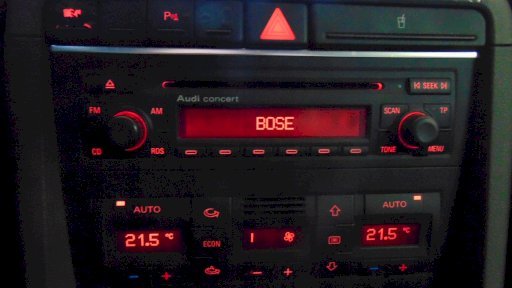 P
SEEK
Audi concert
FM
AM
SCAN
TP
BOSE
CD
RDS
TONE
MENU
AUTO
AUTO
21.5 °C
ECON
21.5 °C
- +
- +
- +